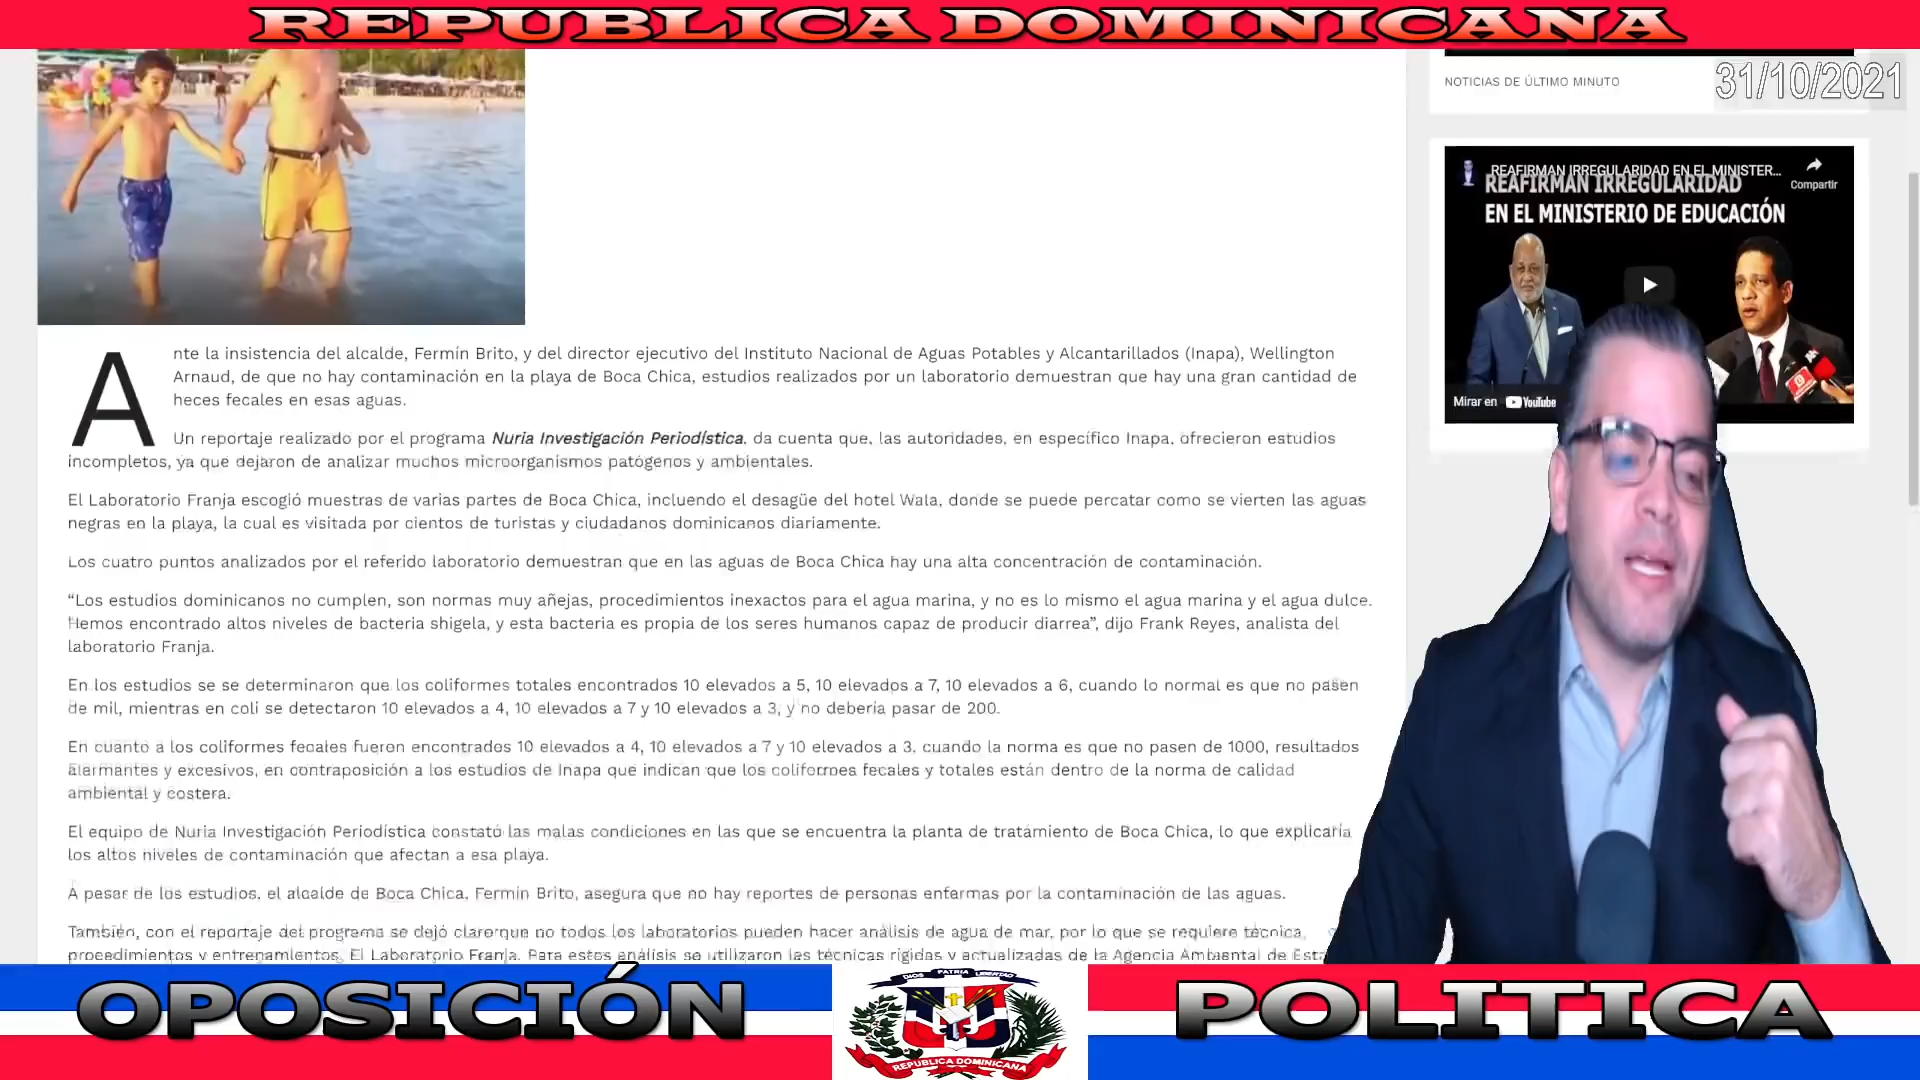 REPUBLICA DOMINICANA
31/10/2021
NOTICIAS DE ÚLTIMO MINUTO
REAFIRMAN IRREGULARIDAD EN EL MINISTER...
Compartir
REAFIRMAN IRREGULARIDAD
EN EL MINISTERIO DE EDUCACIÓN
Mirar en YouTube
Ante la insistencia del alcalde, Fermín Brito, y del director ejecutivo del Instituto Nacional de Aguas Potables y Alcantarillados (Inapa), Wellington
Arnaud, de que no hay contaminación en la playa de Boca Chica, estudios realizados por un laboratorio demuestran que hay una gran cantidad de
heces fecales en esas aguas.
Un reportaje realizado por el programa Nuria Investigación Periodística, da cuenta que, las autoridades, en específico Inapa, ofrecieron estudios
incompletos, ya que dejaron de analizar muchos microorganismos patógenos y ambientales.
El Laboratorio Franja escogió muestras de varias partes de Boca Chica, incluyendo el desagüe del hotel Wala, donde se puede percatar como se vierten las aguas
negras en la playa, la cual es visitada por cientos de turistas y ciudadanos dominicanos diariamente.
Los cuatro puntos analizados por el referido laboratorio demuestran que en las aguas de Boca Chica hay una alta concentración de contaminación.
“Los estudios dominicanos no cumplen, son normas muy añejas, procedimientos inexactos para el agua marina, y no es lo mismo el agua marina y el agua dulce.
Hemos encontrado altos niveles de bacteria shigela, y esta bacteria es propia de los seres humanos capaz de producir diarrea”, dijo Frank Reyes, analista del
laboratorio Franja.
En los estudios se se determinaron que los coliformes totales encontrados 10 elevados a 5, 10 elevados a 7, 10 elevados a 6, cuando lo normal es que no pasen
de mil, mientras en coli se detectaron 10 elevados a 4, 10 elevados a 7 y 10 elevados a 3, y no debería pasar de 200.
En cuanto a los coliformes fecales fueron encontrados 10 elevados a 4, 10 elevados a 7 y 10 elevados a 3, cuando la norma es que no pasen de 1000, resultados
alarmantes y excesivos, en contraposición a los estudios de Inapa que indican que los coliformes fecales y totales están dentro de la norma de calidad
ambiental y costera.
El equipo de Nuria Investigación Periodística constató las malas condiciones en las que se encuentra la planta de tratamiento de Boca Chica, lo que explicaría
los altos niveles de contaminación que afectan a esa playa.
A pesar de los estudios, el alcalde de Boca Chica, Fermín Brito, asegura que no hay reportes de personas enfermas por la contaminación de las aguas.
También, con el reportaje del programa se dejó claro que no todos los laboratorios pueden hacer análisis de agua de mar, por lo que se requiere técnica,
procedimientos y entrenamientos. El Laboratorio Franja. Para estos análisis se utilizaron las técnicas rígidas y actualizadas de la Agencia Ambiental de Esta
OPOSICIÓN
DIOS PATRIA LIBERTAD
REPUBLICA DOMINICANA
POLITICA